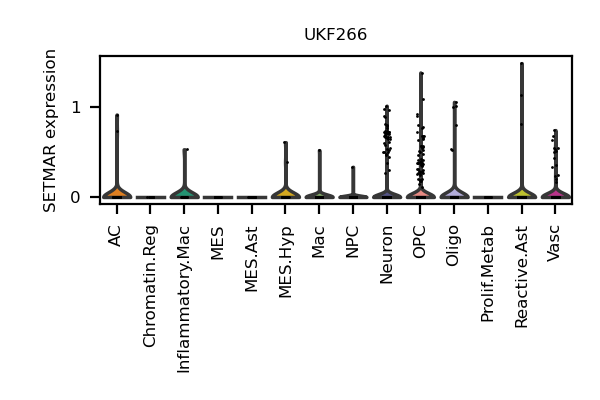 UKF266
SETMAR expression
1
0
AC
Chromatin.Reg
Inflammatory.Mac
MES
MES.Ast
MES.Hyp
Mac
NPC
Neuron
OPC
Oligo
Prolif.Metab
Reactive.Ast
Vasc